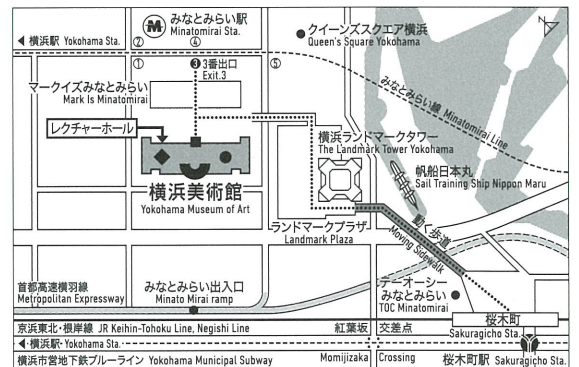 みなとみらい駅
Minatomirai Sta.
クイーンズスクエア横浜
Queen's Square Yokohama
横浜駅 Yokohama Sta.
② ④
① 3 3番出口 ⑤
Exit.3
マークイズみなとみらい
Mark Is Minatomirai
みなとみらい線 Minatomirai Line
レクチャーホール
横浜ランドマークタワー
The Landmark Tower Yokohama
帆船日本丸
Sail Training Ship Nippon Maru
横浜美術館
Yokohama Museum of Art
ランドマークプラザ
Landmark Plaza
動く歩道
Moving Sidewalk
首都高速横羽線
Metropolitan Expressway
みなとみらい出入口
Minato Mirai ramp
テーオーシー
みなとみらい
TOC Minatomirai
桜木町
Sakuragicho Sta.
京浜東北・根岸線 JR Keihin-Tohoku Line, Negishi Line
紅葉坂 交差点
横浜駅・Yokohama Sta.
横浜市営地下鉄ブルーライン Yokohama Municipal Subway
Momijizaka Crossing
桜木町駅 Sakuragicho Sta.